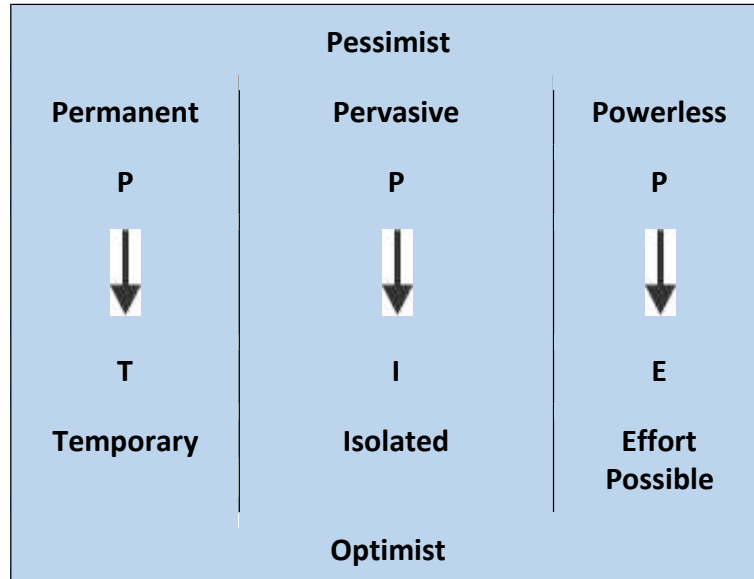 Pessimist
Permanent Pervasive Powerless
P P P
T I E
Temporary Isolated Effort
Possible
Optimist